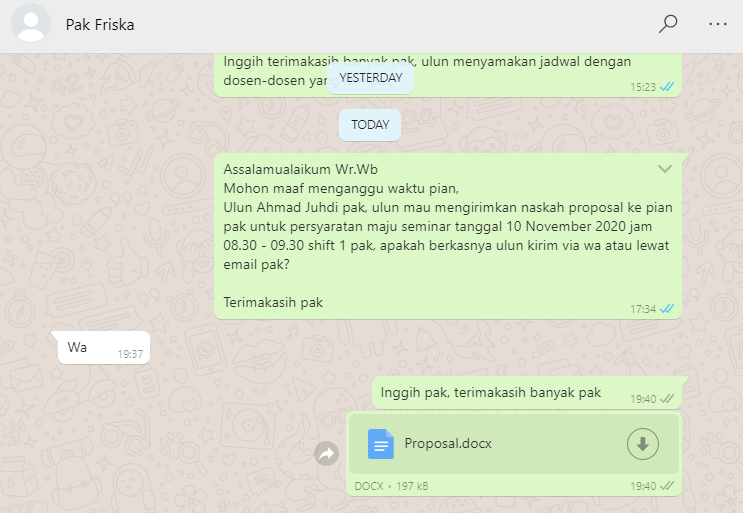 Pak Friska
Inggih terimakasih banyak pak, ulun menyamakan jadwal dengan
dosen-dosen yang
15:23
YESTERDAY
TODAY
Assalamualaikum Wr.Wb
Mohon maaf menganggu waktu pian,
Ulun Ahmad Juhdi pak, ulun mau mengirimkan naskah proposal ke pian
pak untuk persyaratan maju seminar tanggal 10 November 2020 jam
08.30 - 09.30 shift 1 pak, apakah berkasnya ulun kirim via wa atau lewat
email pak?
Terimakasih pak
17:34
Wa
19:37
Inggih pak, terimakasih banyak pak
19:40
Proposal.docx
DOCX • 197 kB
19:40